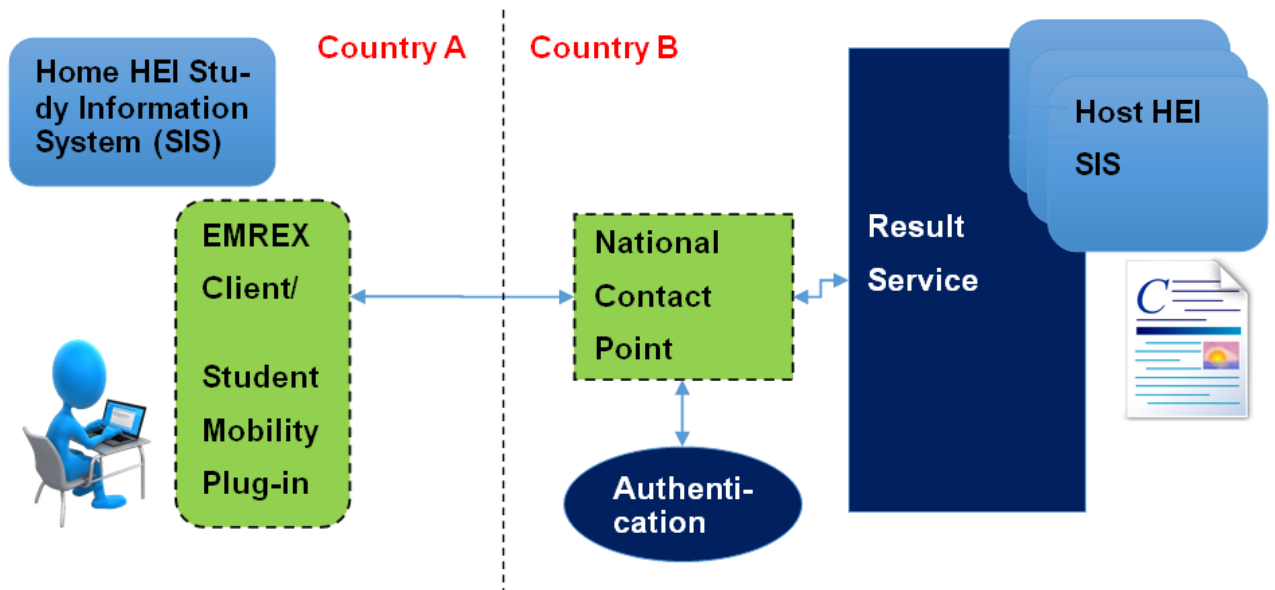 Country A
Country B
Home HEI Stu-
dy Information
System (SIS)
Host HEI
SIS
EMREX
Client/
Student
Mobility
Plug-in
National
Contact
Point
Result
Service
Authenti-
cation
C